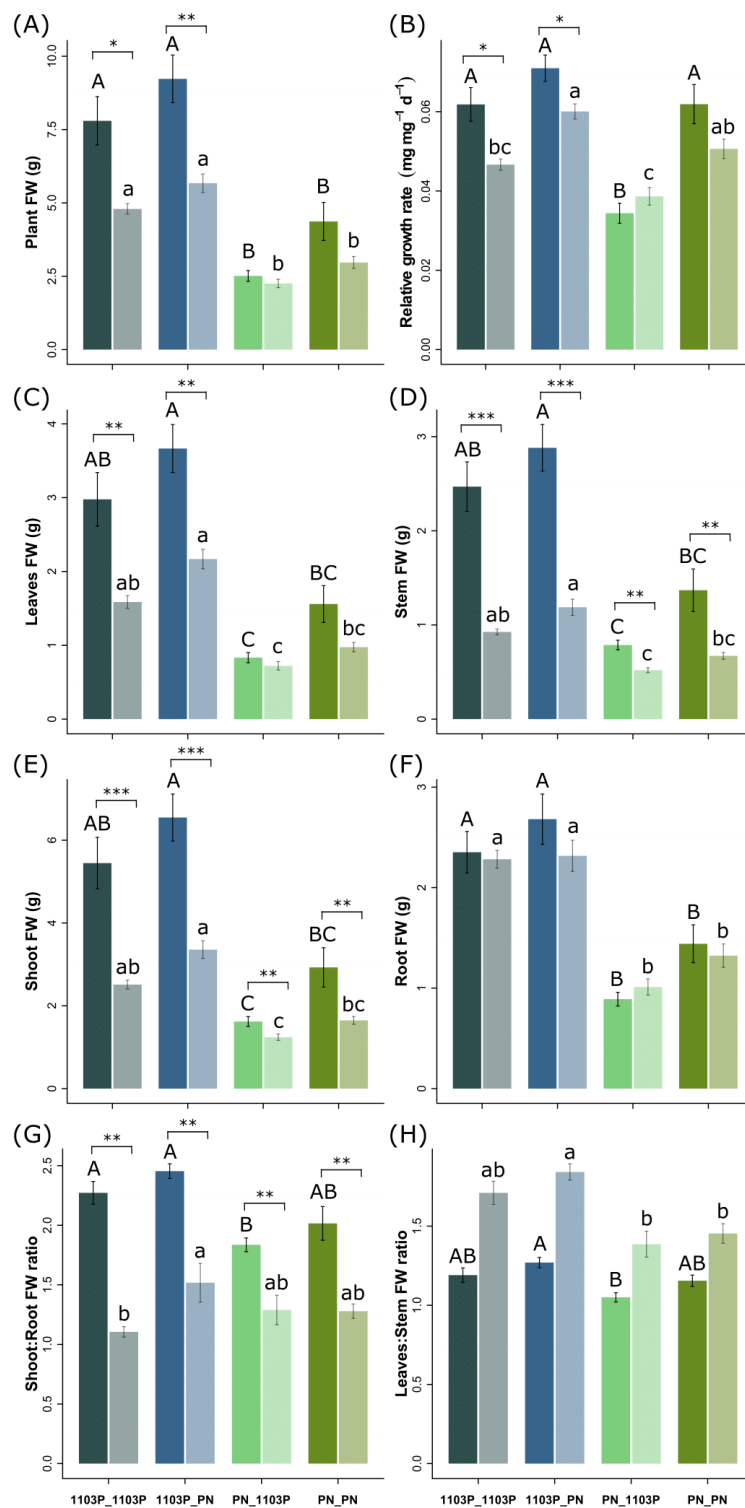 (A)
Plant FW (g)
0.0 2.5 5.0 7.5 10.0
* **
A a A a B b B b
(B)
Relative growth rate (mg mg⁻¹ d⁻¹)
0.00 0.02 0.04 0.06
* *
A bc A a B c A ab
(C)
Leaves FW (g)
0 1 2 3 4
** **
AB ab A a C c BC bc
(D)
Stem FW (g)
0 1 2 3
*** *** ** **
AB ab A a C c BC bc
(E)
Shoot FW (g)
0 2 4 6
*** *** ** **
AB ab A a C c BC bc
(F)
Root FW (g)
0 1 2 3
A a A a B b B b
(G)
Shoot:Root FW ratio
0.0 0.5 1.0 1.5 2.0 2.5
** ** ** **
A b A a B ab AB ab
(H)
Leaves:Stem FW ratio
0.0 0.5 1.0 1.5
AB ab A a B b AB b
1103P_1103P 1103P_PN PN_1103P PN_PN
1103P_1103P 1103P_PN PN_1103P PN_PN